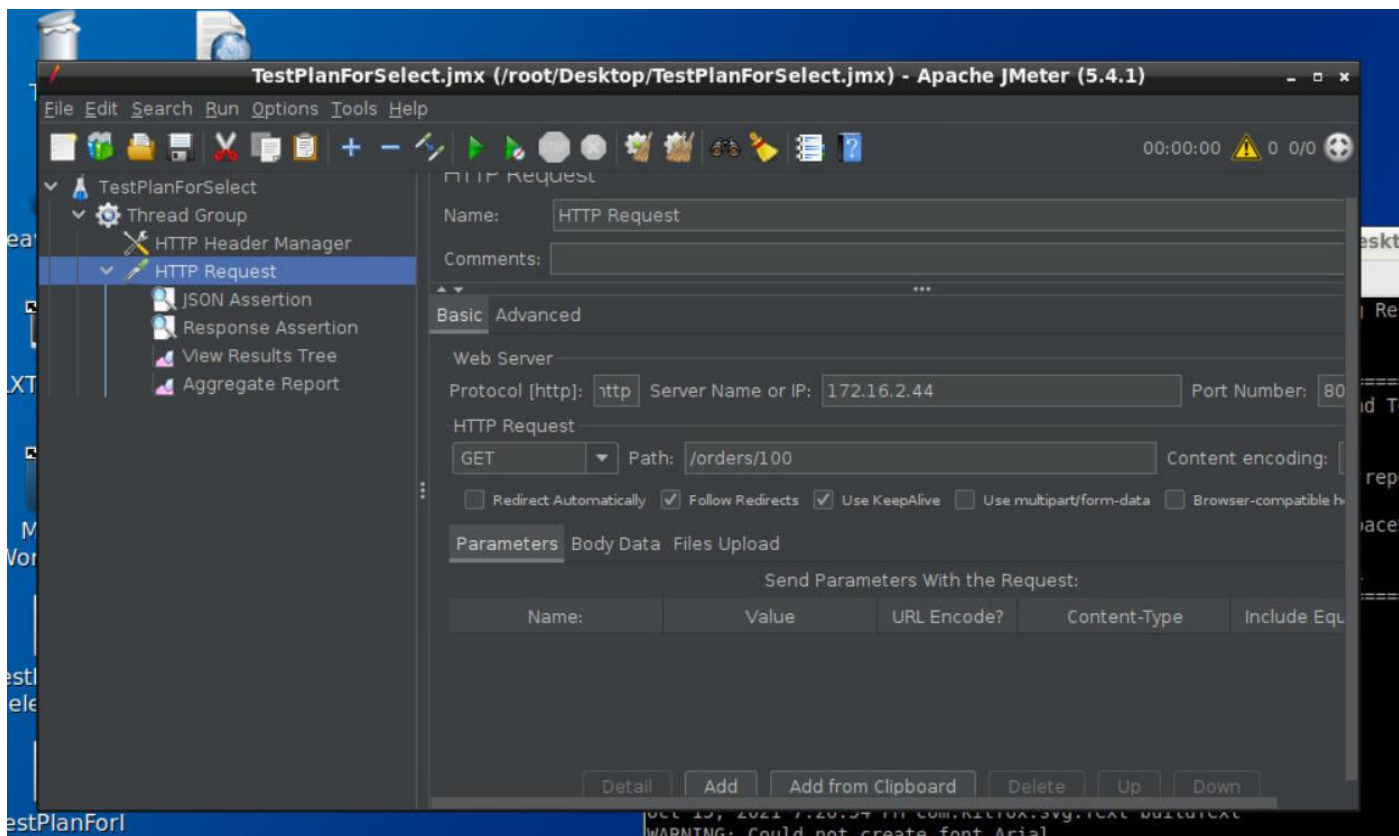 TestPlanForSelect.jmx (/root/Desktop/TestPlanForSelect.jmx) - Apache JMeter (5.4.1)
File Edit Search Run Options Tools Help
00:00:00 0 0/0
TestPlanForSelect
Thread Group
HTTP Header Manager
HTTP Request
JSON Assertion
Response Assertion
View Results Tree
Aggregate Report
HTTP Request
Name: HTTP Request
Comments:
Basic Advanced
Web Server
Protocol [http]: http Server Name or IP: 172.16.2.44 Port Number: 80
HTTP Request
GET Path: /orders/100 Content encoding:
Redirect Automatically Follow Redirects Use KeepAlive Use multipart/form-data Browser-compatible h
Parameters Body Data Files Upload
Send Parameters With the Request:
Name: Value URL Encode? Content-Type Include Equ
Detail Add Add from Clipboard Delete Up Down
estPlanForI
WARNING: Could not create font Arial